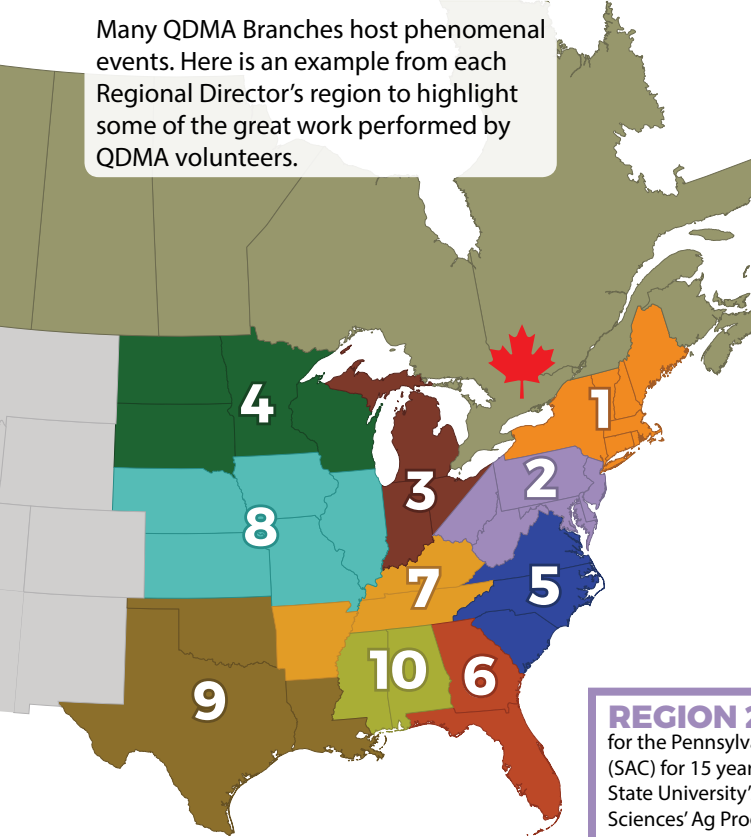 Many QDMA Branches host phenomenal
events. Here is an example from each
Regional Director's region to highlight
some of the great work performed by
QDMA volunteers.
1
4
2
3
8
7
5
10
6
9
REGION 2
for the Pennsylva
(SAC) for 15 year
State University'
Sciences' Ag Pro